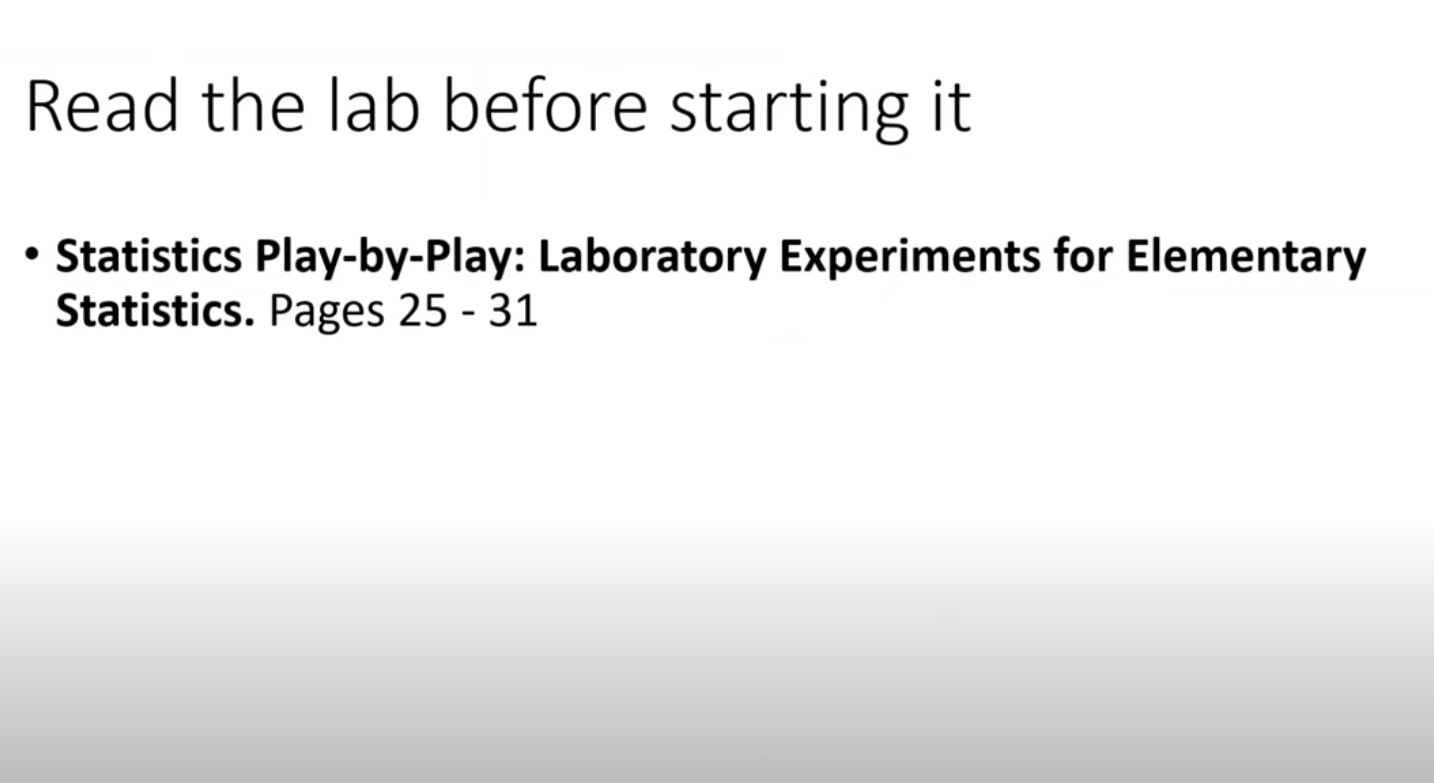 Read the lab before starting it
• Statistics Play-by-Play: Laboratory Experiments for Elementary
Statistics. Pages 25 - 31